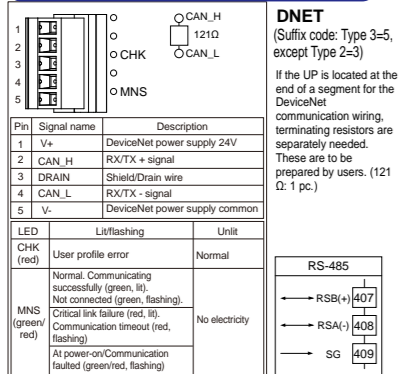 1
2
3
4
5
CHK
MNS
CAN_H
121Ω
CAN_L
DNET
(Suffix code: Type 3=5,
except Type 2=3)
If the UP is located at the
end of a segment for the
DeviceNet
communication wiring,
terminating resistors are
separately needed.
These are to be
prepared by users. (121
Ω: 1 pc.)
Pin Signal name Description
1 V+ DeviceNet power supply 24V
2 CAN_H RX/TX + signal
3 DRAIN Shield/Drain wire
4 CAN_L RX/TX - signal
5 V- DeviceNet power supply common
LED Lit/flashing Unlit
CHK
(red)
User profile error
Normal
MNS
(green/
red)
Normal. Communicating
successfully (green, lit).
Not connected (green, flashing).
Critical link failure (red, lit).
Communication timeout (red,
flashing)
At power-on/Communication
faulted (green/red, flashing)
No electricity
RS-485
RSB(+) 407
RSA(-) 408
SG 409